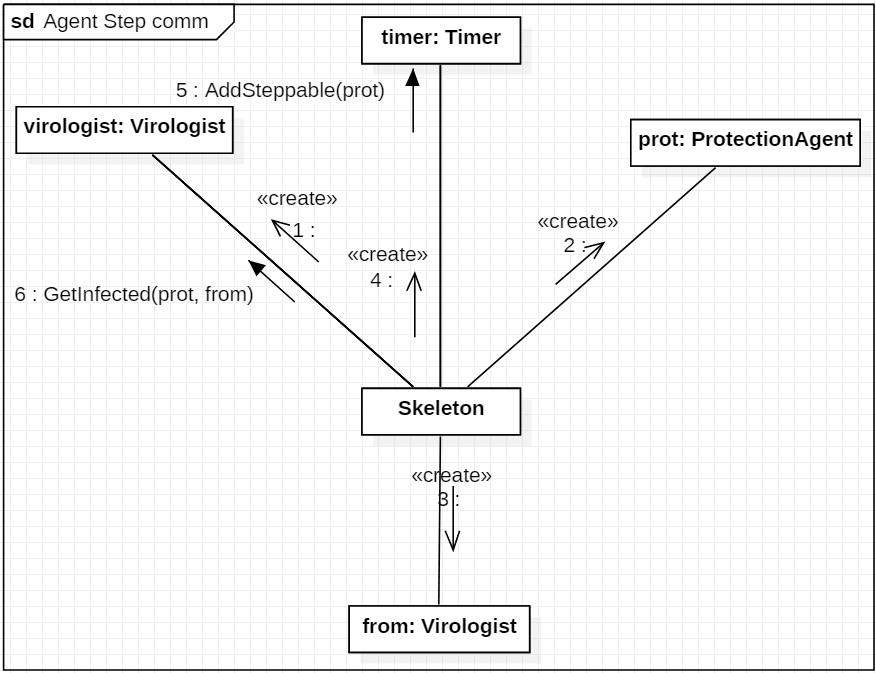 sd Agent Step comm
timer: Timer
5 : AddSteppable(prot)
virologist: Virologist
prot: ProtectionAgent
«create»
1 :
«create»
2 :
«create»
4 :
6 : GetInfected(prot, from)
Skeleton
«create»
3 :
from: Virologist